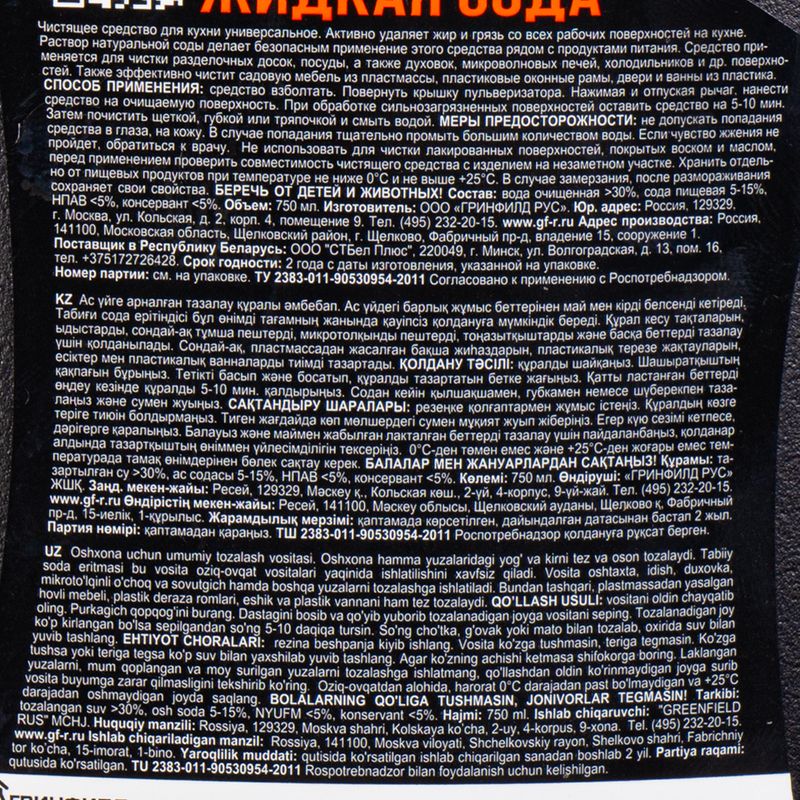 ЖИДКАЯ СОДА
Чистящее средство для кухни универсальное. Активно удаляет жир и грязь со всех рабочих поверхностей на кухне.
Раствор натуральной соды делает безопасным применение этого средства рядом с продуктами питания. Средство при-
меняется для чистки разделочных досок, посуды, а также духовок, микроволновых печей, холодильников и др. поверхно-
стей. Также эффективно чистит садовую мебель из пластмассы, пластиковые оконные рамы, двери и ванны из пластика.
СПОСОБ ПРИМЕНЕНИЯ: средство взболтать. Повернуть крышку пульверизатора. Нажимая и отпуская рычаг, нанести
средство на очищаемую поверхность. При обработке сильнозагрязненных поверхностей оставить средство на 5-10 мин.
Затем почистить щеткой, губкой или тряпочкой и смыть водой. МЕРЫ ПРЕДОСТОРОЖНОСТИ: не допускать попадания
средства в глаза, на кожу. В случае попадания тщательно промыть большим количеством воды. Если чувство жжения не
пройдет, обратиться к врачу. Не использовать для чистки лакированных поверхностей, покрытых воском и маслом,
перед применением проверить совместимость чистящего средства с изделием на незаметном участке. Хранить отдель-
но от пищевых продуктов при температуре не ниже 0°С и не выше +25°С. В случае замерзания, после размораживания
сохраняет свои свойства. БЕРЕЧЬ ОТ ДЕТЕЙ И ЖИВОТНЫХ! Состав: вода очищенная >30%, сода пищевая 5-15%,
НПАВ <5%, консервант <5%. Объем: 750 мл. Изготовитель: ООО «ГРИНФИЛД РУС». Юр. адрес: Россия, 129329,
г. Москва, ул. Кольская, д. 2, корп. 4, помещение 9. Тел. (495) 232-20-15. www.gf-r.ru Адрес производства: Россия,
141100, Московская область, Щелковский район, г. Щелково, Фабричный пр-д, владение 15, сооружение 1.
Поставщик в Республику Беларусь: ООО "СТБел Плюс", 220049, г. Минск, ул. Волгоградская, д. 13, пом. 16,
тел. +375172726428. Срок годности: 2 года с даты изготовления, указанной на упаковке.
Номер партии: см. на упаковке. ТУ 2383-011-90530954-2011 Согласовано к применению с Роспотребнадзором.
KZ Ас үйге арналған тазалау құралы әмбебап. Ас үйдегі барлық жұмыс беттерінен май мен кірді белсенді кетіреді.
Табиғи сода ерітіндісі бұл өнімді тағамның жанында қауіпсіз қолдануға мүмкіндік береді. Құрал кесу тақталарын,
ыдыстарды, сондай-ақ тұмша пештерді, микротолқынды пештерді, тоңазытқыштарды және басқа беттерді тазалау
үшін қолданылады. Сондай-ақ, пластмассадан жасалған бақша жиһаздарын, пластикалық терезе жақтауларын,
есіктер мен пластикалық ванналарды тиімді тазартады. ҚОЛДАНУ ТӘСІЛІ: құралды шайқаңыз. Шашыратқыштың
қақпағын бұрыңыз. Тетікті басып және босатып, құралды тазартатын бетке жағыңыз. Қатты ластанған беттерді
өңдеу кезінде құралды 5-10 мин. қалдырыңыз. Содан кейін қылшақшамен, губкамен немесе шүберекпен таза-
лаңыз және сумен жуыңыз. САҚТАНДЫРУ ШАРАЛАРЫ: резеңке қолғаптармен жұмыс істеңіз. Құралдың көзге
теріге тиюін болдырмаңыз. Тиген жағдайда көп мөлшердегі сумен мұқият жуып жіберіңіз. Егер күю сезімі кетпесе,
дәрігерге қаралыңыз. Балауыз және маймен жабылған лакталған беттерді тазалау үшін пайдаланбаңыз, қолданар
алдында тазартқыштың өніммен үйлесімділігін тексеріңіз. 0°С-ден төмен емес және +25°С-ден жоғары емес тем-
пературада тамақ өнімдерінен бөлек сақтау керек. БАЛАЛАР МЕН ЖАНУАРЛАРДАН САҚТАҢЫЗ! Құрамы: та-
зартылған су >30%, ас содасы 5-15%, НПАВ <5%, консервант <5%. Көлемі: 750 мл. Өндіруші: «ГРИНФИЛД РУС»
ЖШҚ. Заңд. мекен-жайы: Ресей, 129329, Мәскеу қ., Кольская көш., 2-үй, 4-корпус, 9-үй-жай. Тел. (495) 232-20-15.
www.gf-r.ru Өндірістің мекен-жайы: Ресей, 141100, Мәскеу облысы, Щелковский ауданы, Щелково қ, Фабричный
пр-д, 15-иелік, 1-құрылыс. Жарамдылық мерзімі: қаптамада көрсетілген, дайындалған датасынан бастап 2 жыл.
Партия нөмірі: қаптамадан қараңыз. ТШ 2383-011-90530954-2011 Роспотребнадзор қолдануға рұқсат берген.
UZ Oshxona uchun umumiy tozalash vositasi. Oshxona hamma yuzalaridagi yog' va kirni tez va oson tozalaydi. Tabiiy
soda eritmasi bu vosita oziq-ovqat vositalari yaqinida ishlatilishini xavfsiz qiladi. Vosita oshtaxta, idish, duxovka,
mikroto'lqinli o'choq va sovutgich hamda boshqa yuzalarni tozalashga ishlatiladi. Bundan tashqari, plastmassadan yasalgan
hovli mebeli, plastik deraza romlari, eshik va plastik vannani ham tez tozalaydi. QO'LLASH USULI: vositani oldin chayqatib
oling. Purkagich qopqog'ini burang. Dastagini bosib va qo'yib yuborib tozalanadigan joyga vositani seping. Tozalanadigan joy
ko'p kirlangan bo'lsa sepilgandan so'ng 5-10 daqiqa tursin. So'ng cho'tka, g'ovak yoki mato bilan tozalab, oxirida suv bilan
yuvib tashlang. EHTIYOT CHORALARI: rezina beshpanja kiyib ishlang. Vosita ko'zga tushmasin, teriga tegmasin. Ko'zga
tushsa yoki teriga tegsa ko'p suv bilan yaxshilab yuvib tashlang. Agar ko'zning achishi ketmasa shifokorga boring. Laklangan
yuzalarni, mum qoplangan va moy surilgan yuzalarni tozalashga ishlatmang, qo'llashdan oldin ko'rinmaydigan joyda surib
vosita buyumga zarar qilmasligini tekshirib ko'ring. Oziq-ovqatdan alohida, harorat 0°C darajadan past bo'lmaydigan va +25°C
darajadan oshmaydigan joyda saqlang. BOLALARNING QO'LIGA TUSHMASIN, JONIVORLAR TEGMASIN! Tarkibi:
tozalangan suv >30%, osh soda 5-15%, NYUFM <5%, konservant <5%. Hajmi: 750 ml. Ishlab chiqaruvchi: "GREENFIELD
RUS" MCHJ. Huquqiy manzili: Rossiya, 129329, Moskva shahri, Kolskaya ko'cha, 2-uy, 4-korpus, 9-xona. Tel. (495) 232-20-15.
www.gf-r.ru Ishlab chiqariladigan manzil: Rossiya, 141100, Moskva viloyati, Shchelkovskiy rayon, Shelkovo shahri, Fabrichniy
tor ko'cha, 15-imorat, 1-bino. Yaroqlilik muddati: qutisida ko'rsatilgan ishlab chiqarilgan sanadan boshlab 2 yil. Partiya raqami:
qutusida ko'rsatilgan. TU 2383-011-90530954-2011 Rospotrebnadzor bilan foydalanish uchun kelishilgan.